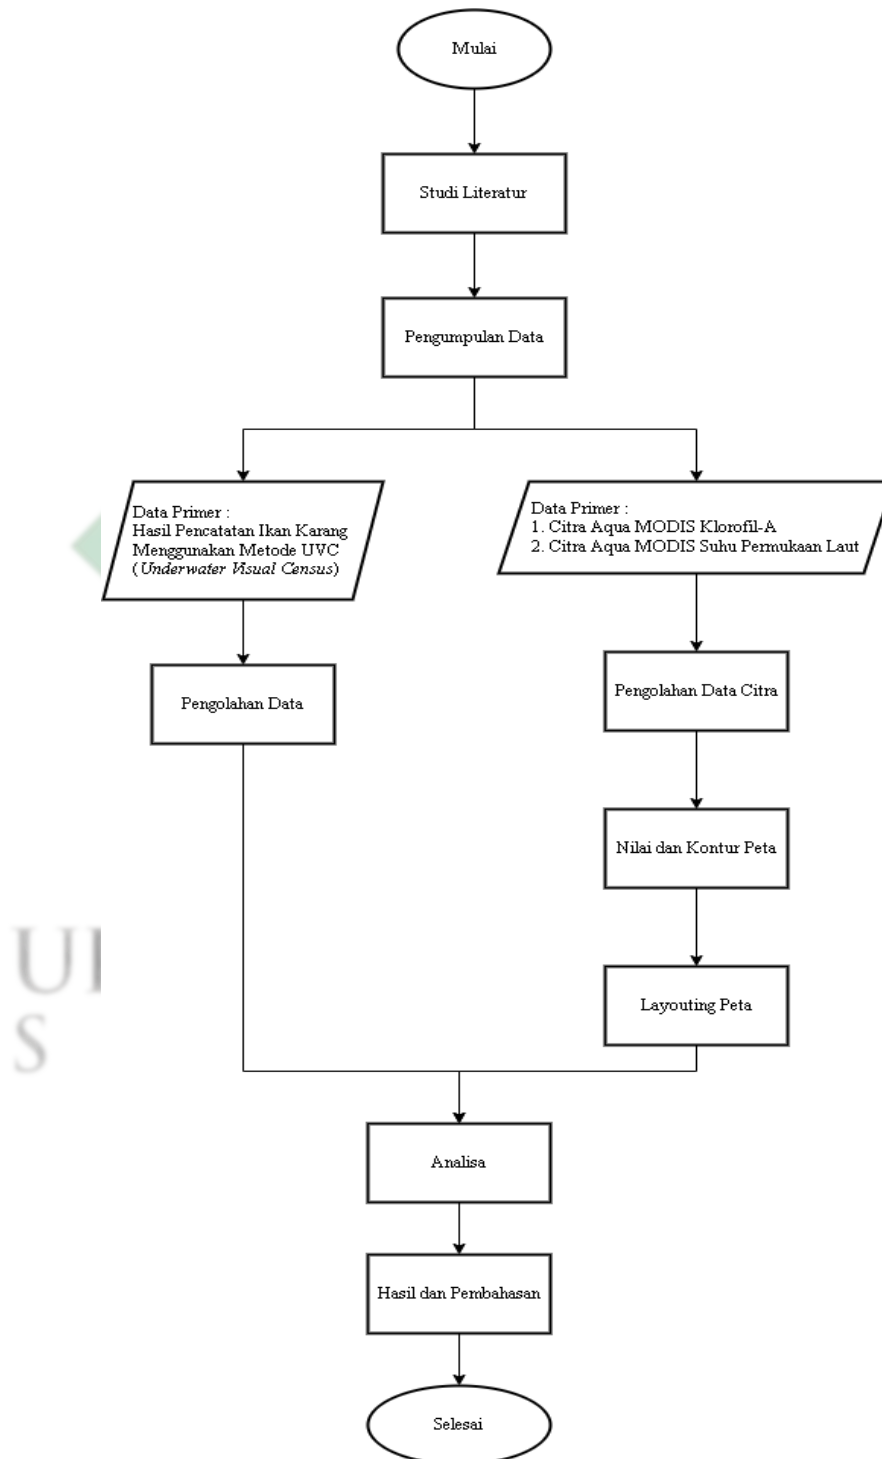 Mulai
Studi Literatur
Pengumpulan Data
Data Primer :
Hasil Pencatatan Ikan Karang
Menggunakan Metode UVC
(Underwater Visual Census)
Data Primer :
1. Citra Aqua MODIS Klorofil-A
2. Citra Aqua MODIS Suhu Permukaan Laut
Pengolahan Data
Pengolahan Data Citra
Nilai dan Kontur Peta
Layouting Peta
Analisa
Hasil dan Pembahasan
Selesai